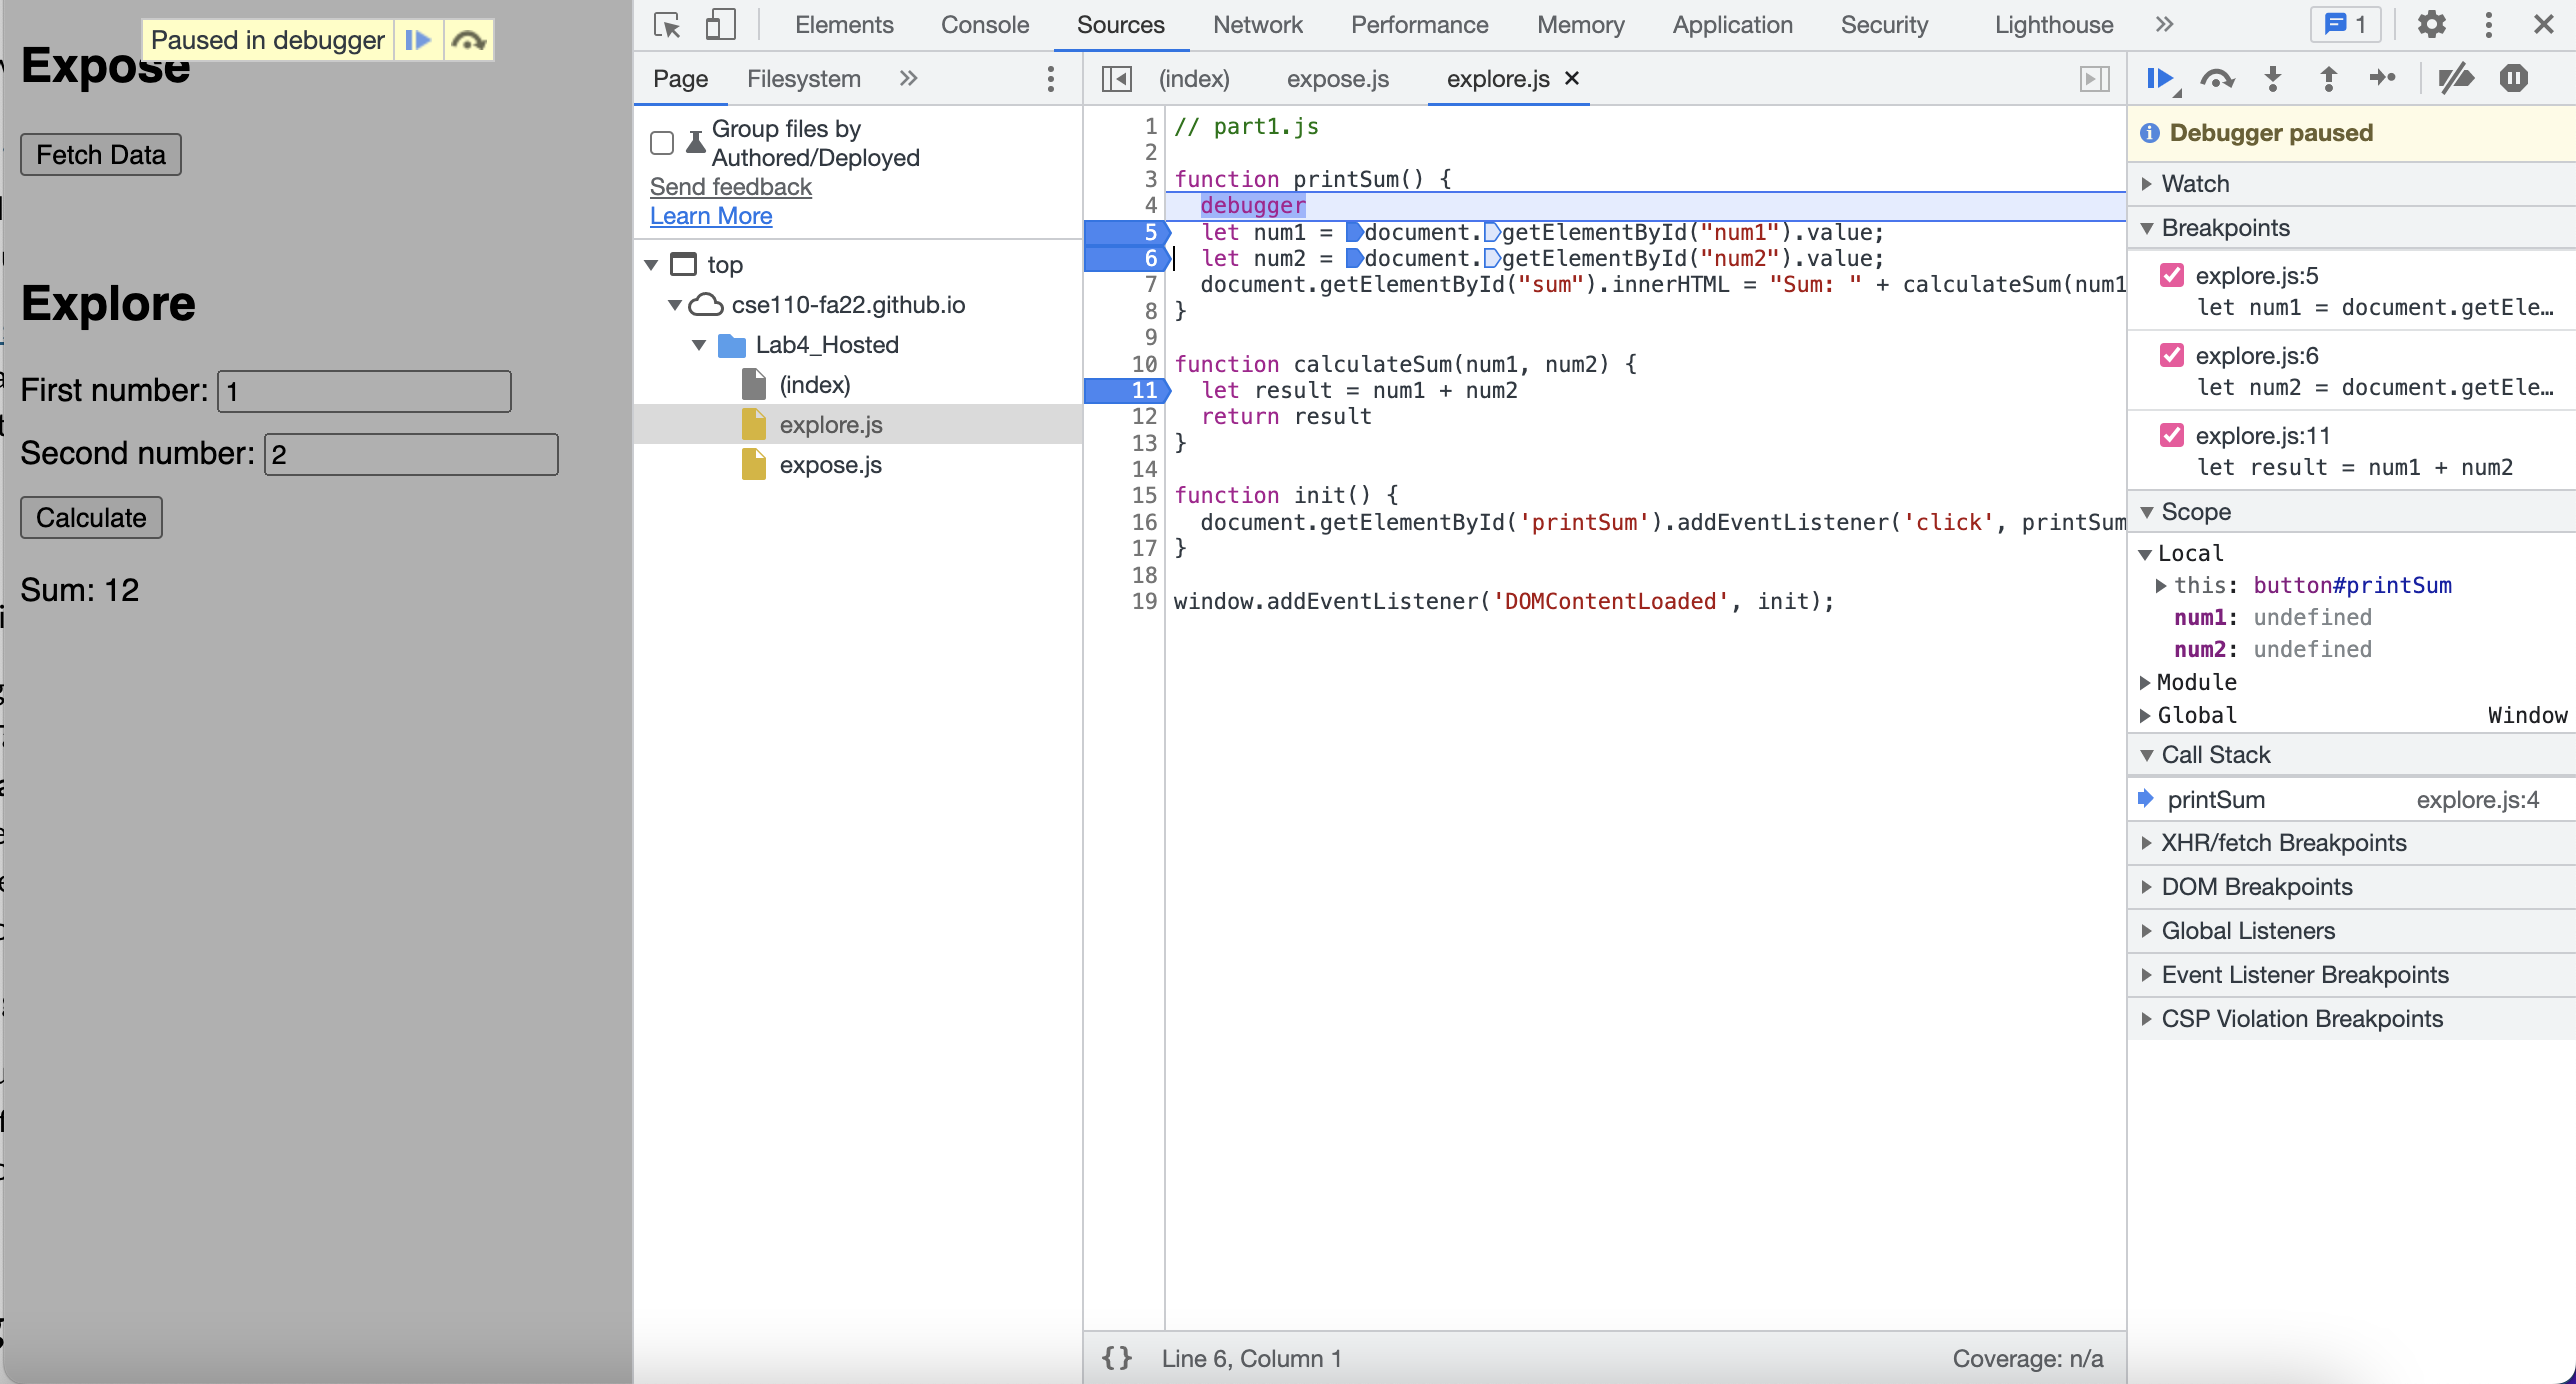 Paused in debugger
Expose
Fetch Data
Explore
First number: 1
Second number: 2
Calculate
Sum: 12
Elements Console Sources Network Performance Memory Application Security Lighthouse 1
Page Filesystem
Group files by
Authored/Deployed
Send feedback
Learn More
top
cse110-fa22.github.io
Lab4_Hosted
(index)
explore.js
expose.js
(index) expose.js explore.js
1 // part1.js
2
3 function printSum() {
4 debugger
5 let num1 = document.getElementById("num1").value;
6 let num2 = document.getElementById("num2").value;
7 document.getElementById("sum").innerHTML = "Sum: " + calculateSum(num1
8 }
9
10 function calculateSum(num1, num2) {
11 let result = num1 + num2
12 return result
13 }
14
15 function init() {
16 document.getElementById('printSum').addEventListener('click', printSum
17 }
18
19 window.addEventListener('DOMContentLoaded', init);
{} Line 6, Column 1 Coverage: n/a
Debugger paused
Watch
Breakpoints
explore.js:5
let num1 = document.getEle…
explore.js:6
let num2 = document.getEle…
explore.js:11
let result = num1 + num2
Scope
Local
this: button#printSum
num1: undefined
num2: undefined
Module
Global Window
Call Stack
printSum explore.js:4
XHR/fetch Breakpoints
DOM Breakpoints
Global Listeners
Event Listener Breakpoints
CSP Violation Breakpoints